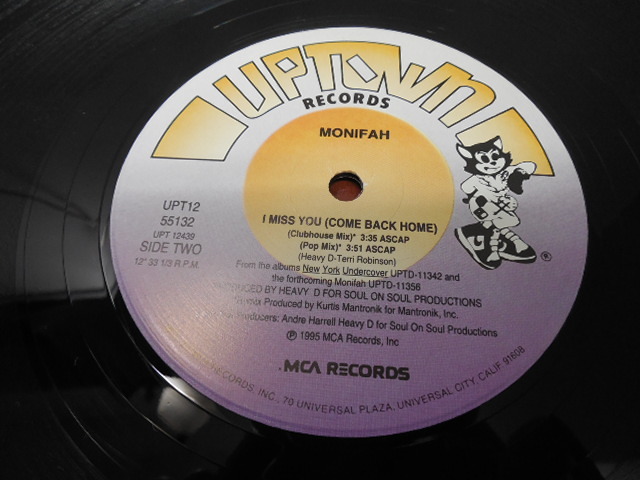 UPTOWN
RECORDS
MONIFAH
UPT12
55132
UPT 12439
SIDE TWO
12" 33 1/3 R.P.M.
I MISS YOU (COME BACK HOME)
(Clubhouse Mix)* 3:35 ASCAP
(Pop Mix)* 3:51 ASCAP
(Heavy D-Terri Robinson)
From the albums New York Undercover UPTD-11342 and
the forthcoming Monifah UPTD-11356
PRODUCED BY HEAVY D FOR SOUL ON SOUL PRODUCTIONS
Produced by Kurtis Mantronik for Mantronik, Inc.
Producers: Andre Harrell Heavy D for Soul On Soul Productions
℗ 1995 MCA Records, Inc
MCA RECORDS
RECORDS, INC., 70 UNIVERSAL PLAZA, UNIVERSAL CITY, CALIF 91608
®